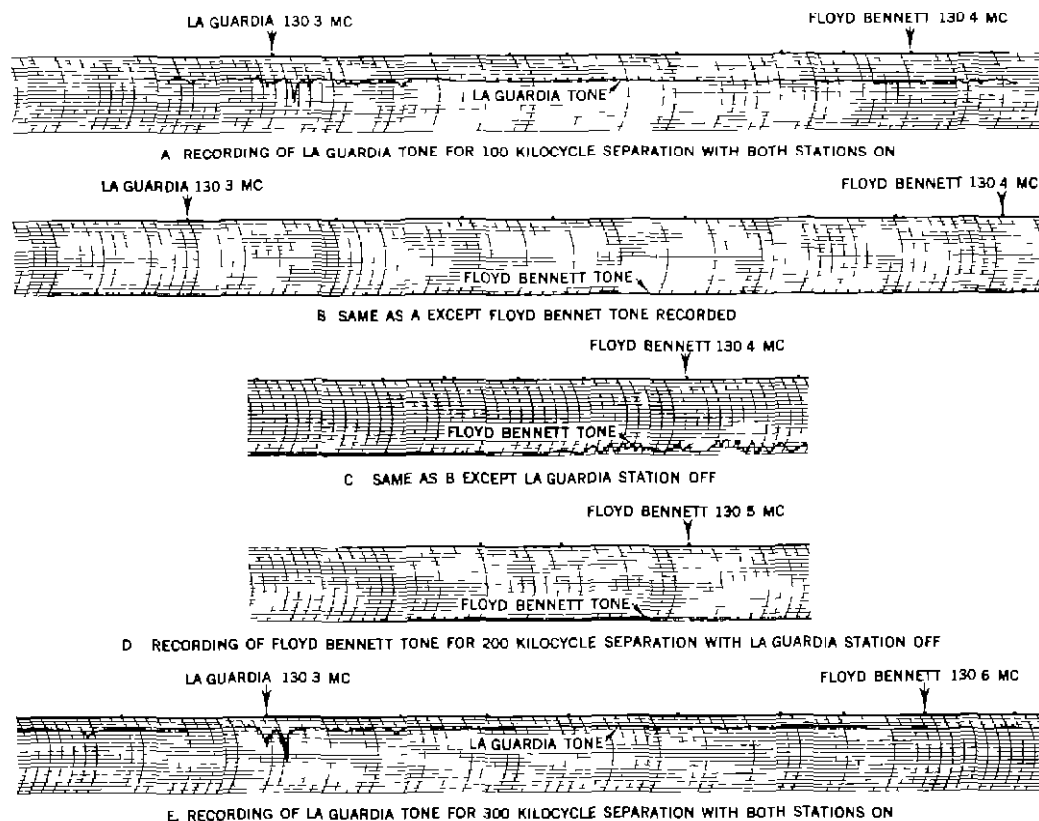 LA GUARDIA 130 3 MC
FLOYD BENNETT 130 4 MC
LA GUARDIA TONE
A RECORDING OF LA GUARDIA TONE FOR 100 KILOCYCLE SEPARATION WITH BOTH STATIONS ON
LA GUARDIA 130 3 MC
FLOYD BENNETT 130 4 MC
FLOYD BENNETT TONE
B SAME AS A EXCEPT FLOYD BENNET TONE RECORDED
FLOYD BENNETT 130 4 MC
FLOYD BENNETT TONE
C SAME AS B EXCEPT LA GUARDIA STATION OFF
FLOYD BENNETT 130 5 MC
FLOYD BENNETT TONE
D RECORDING OF FLOYD BENNETT TONE FOR 200 KILOCYCLE SEPARATION WITH LA GUARDIA STATION OFF
LA GUARDIA 130 3 MC
FLOYD BENNETT 130 6 MC
LA GUARDIA TONE
E. RECORDING OF LA GUARDIA TONE FOR 300 KILOCYCLE SEPARATION WITH BOTH STATIONS ON